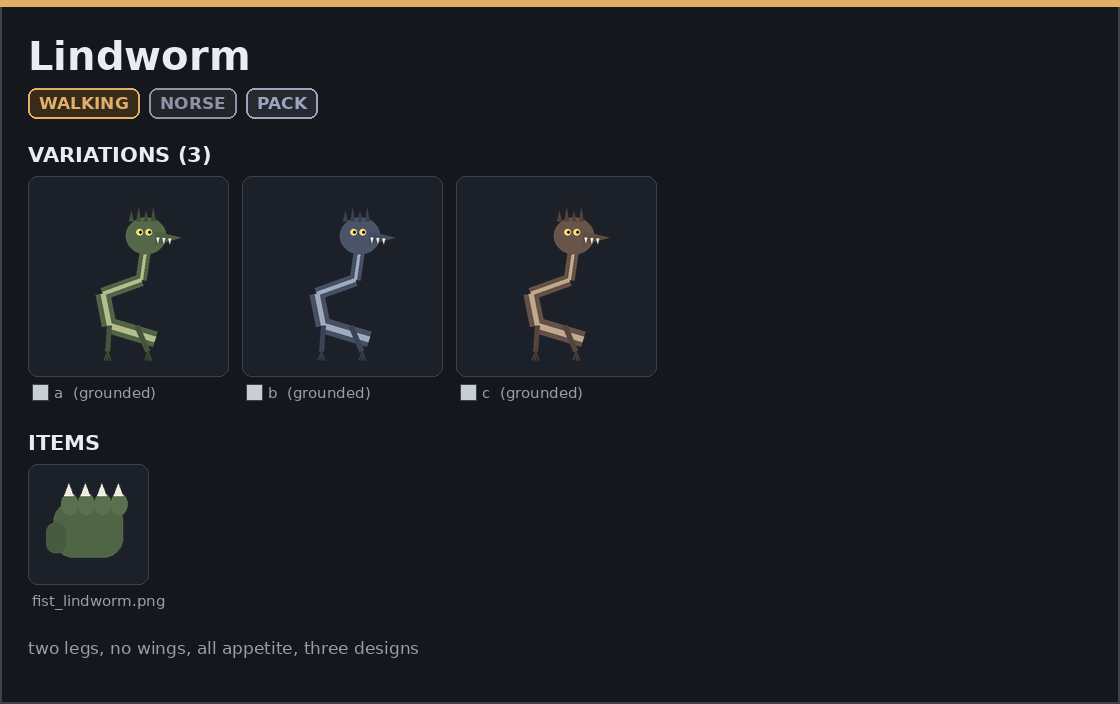 Lindworm
WALKING NORSE PACK
VARIATIONS (3)
a (grounded) b (grounded) c (grounded)
ITEMS
fist_lindworm.png
two legs, no wings, all appetite, three designs